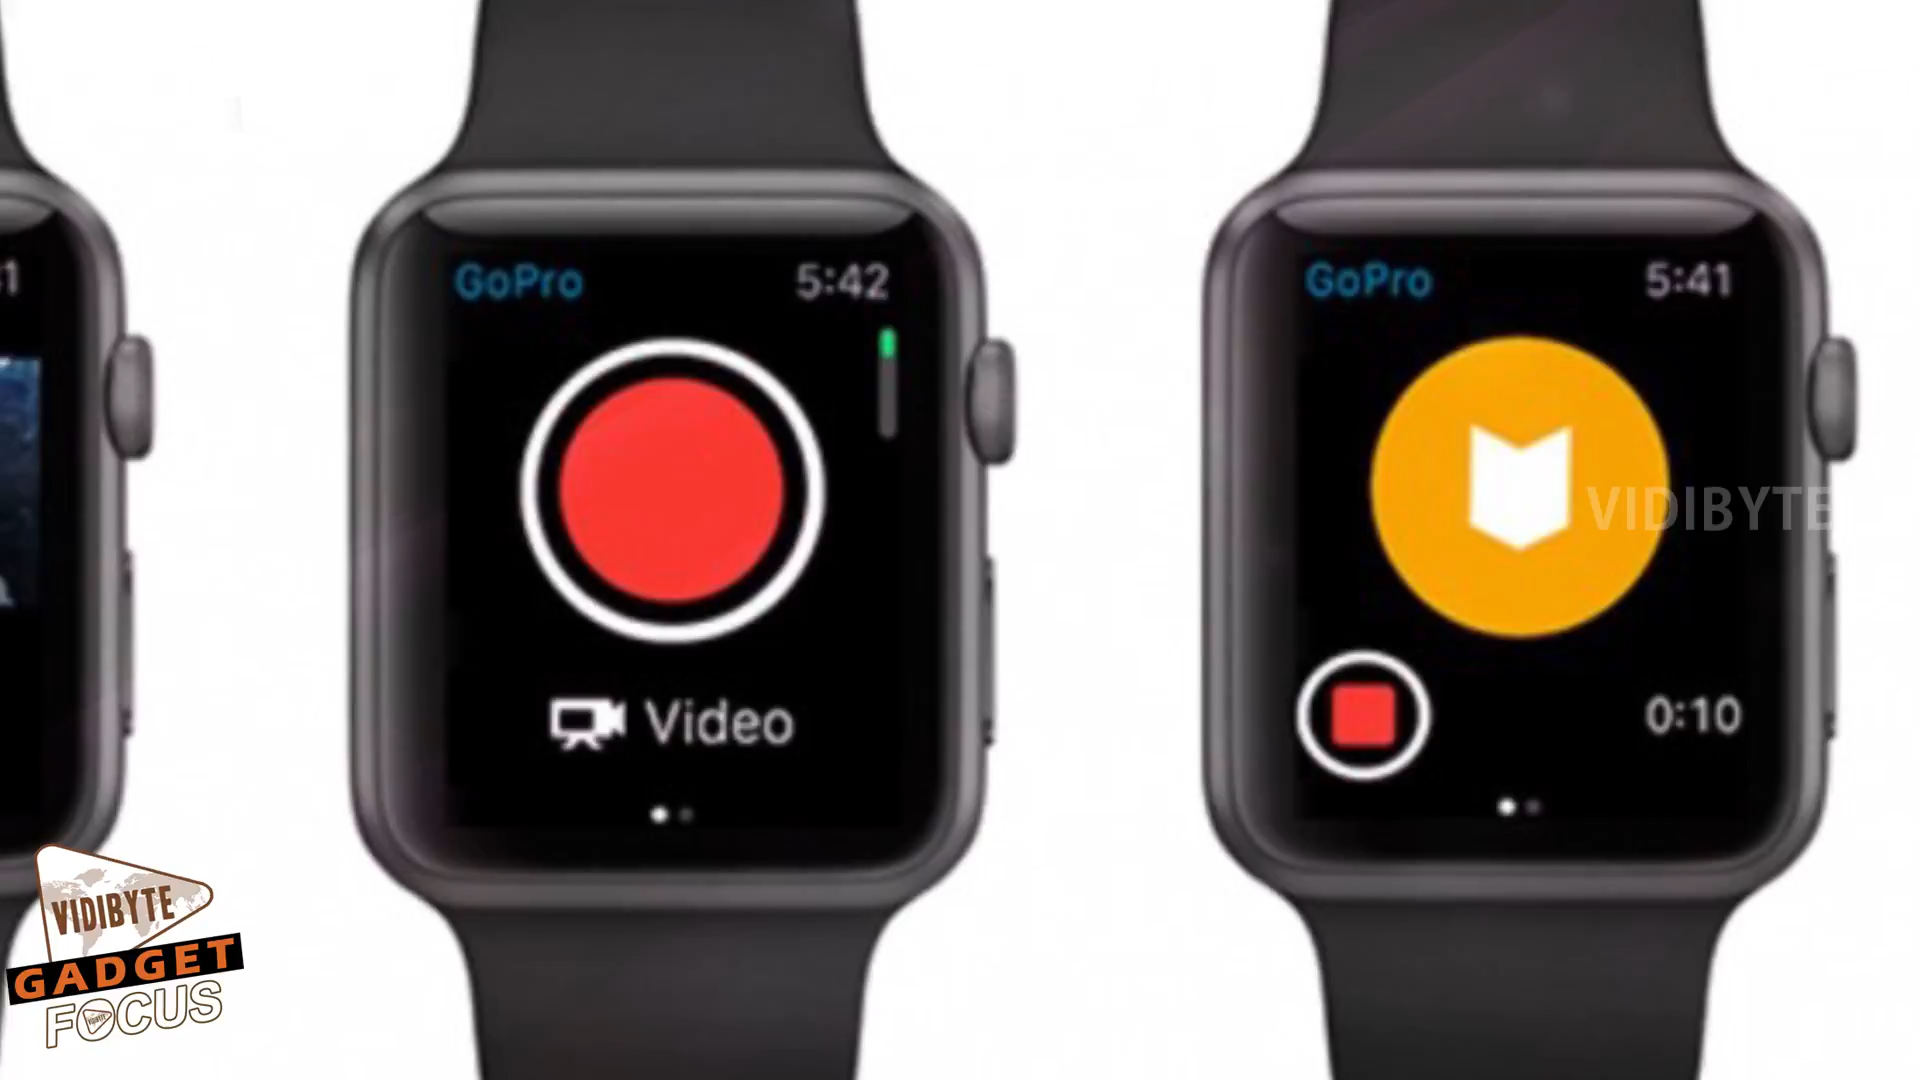 GoPro 5:42
Video
GoPro 5:41
0:10
VIDIBYTE
VIDIBYTE
GADGET
FOCUS